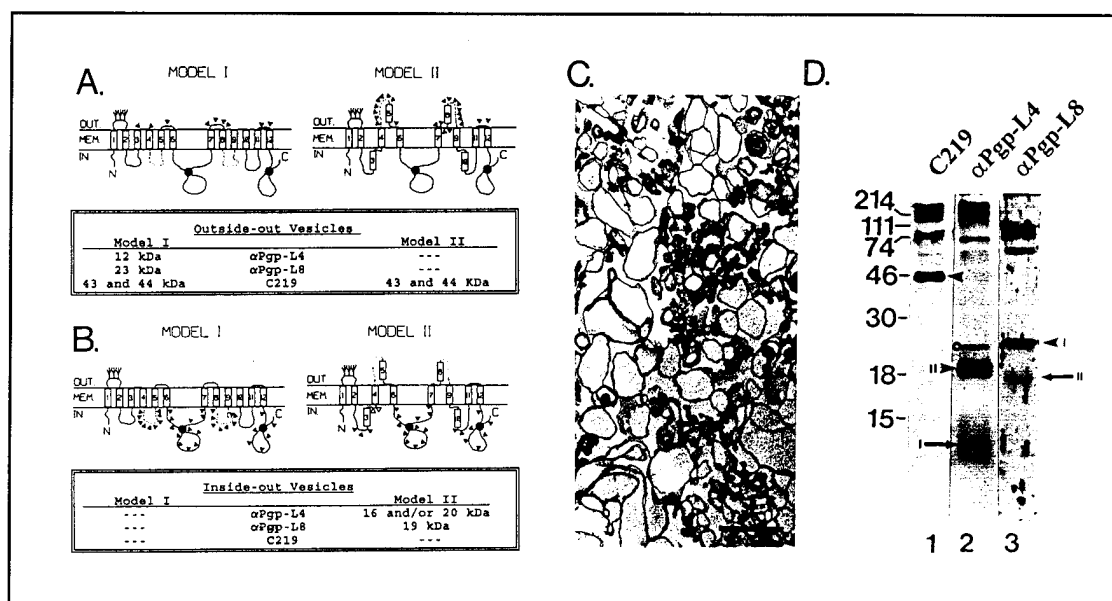 A.
MODEL I
MODEL II
OUT.
MEM.
IN
N
C
Outside-out Vesicles
Model I Model II
12 kDa αPgp-L4 ---
23 kDa αPgp-L8 ---
43 and 44 kDa C219 43 and 44 KDa
B.
MODEL I
MODEL II
OUT.
MEM.
IN
N
C
Inside-out Vesicles
Model I Model II
--- αPgp-L4 16 and/or 20 kDa
--- αPgp-L8 19 kDa
--- C219 ---
C.
D.
C219
αPgp-L4
αPgp-L8
214
111
74
46
30
18
15
I
II
II
I
1 2 3